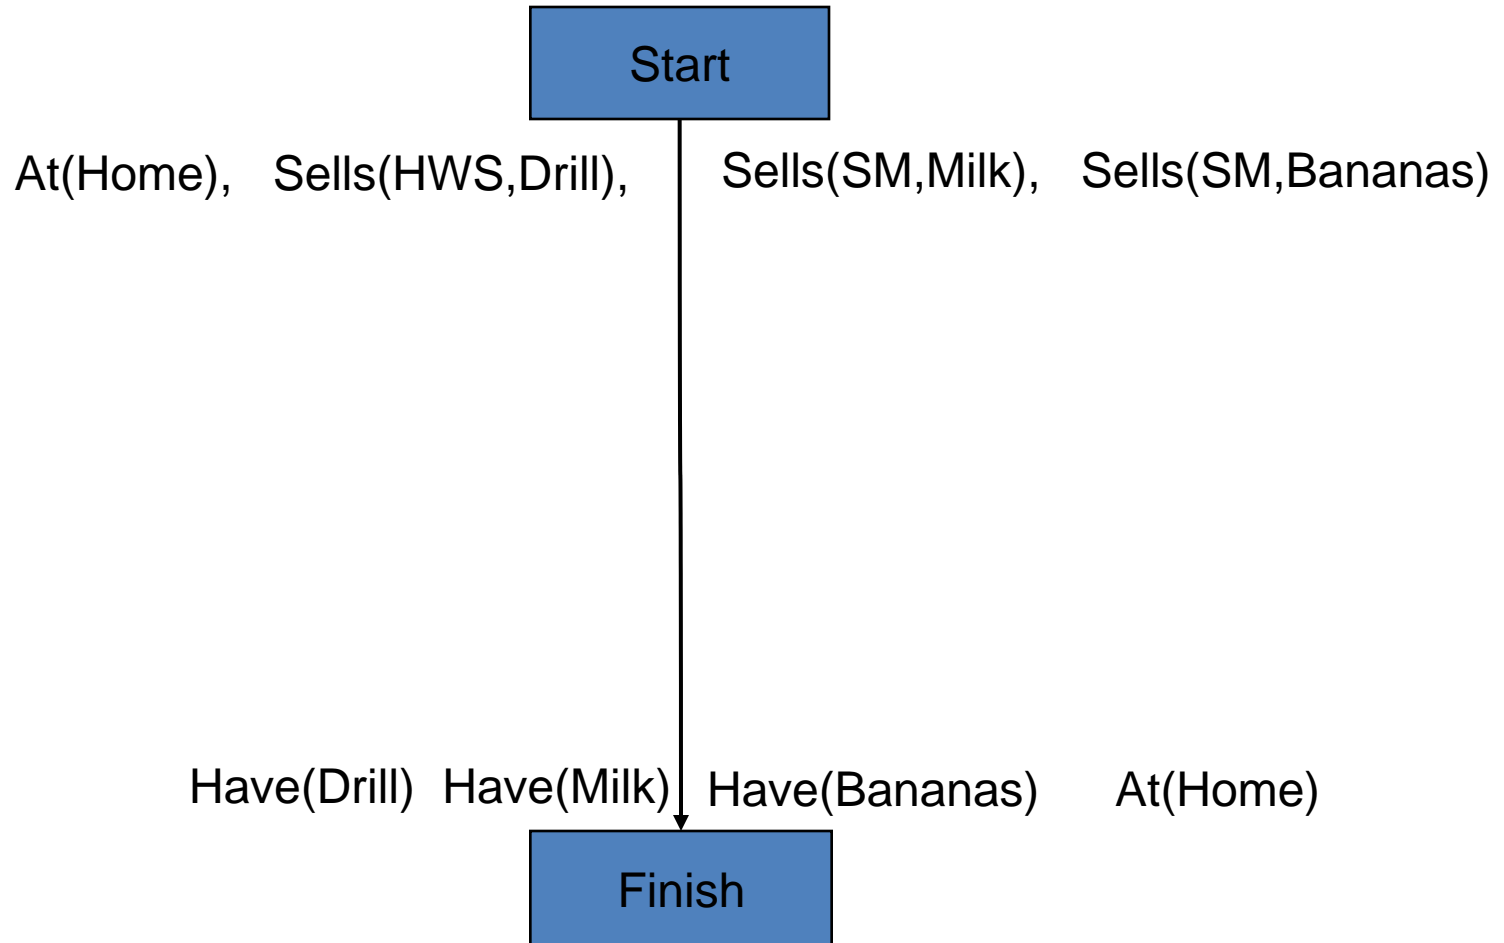 Start
At(Home), Sells(HWS,Drill), Sells(SM,Milk), Sells(SM,Bananas)
Have(Drill) Have(Milk) Have(Bananas) At(Home)
Finish